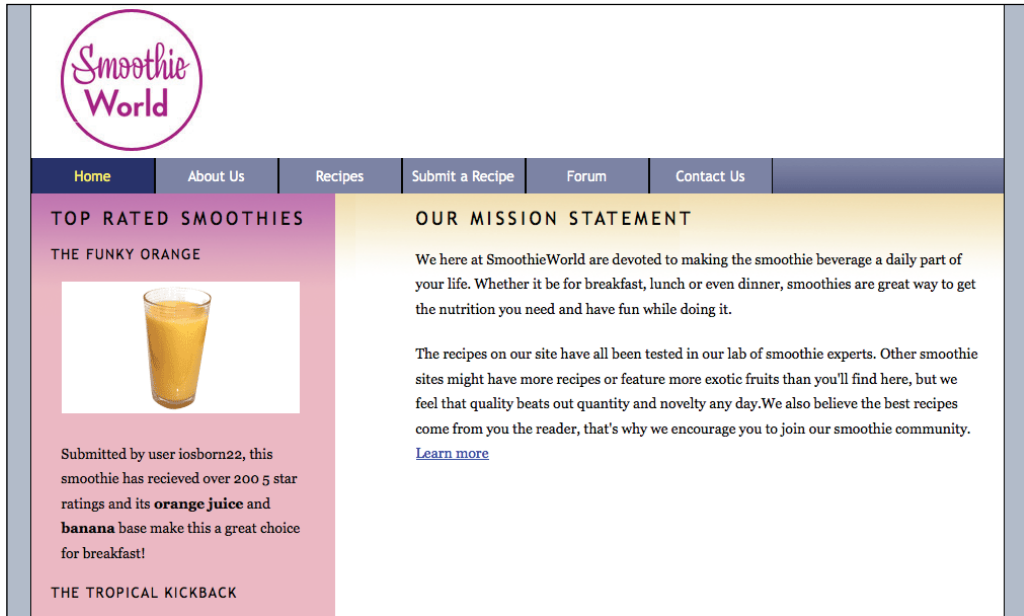 Smoothie
World
Home About Us Recipes Submit a Recipe Forum Contact Us
TOP RATED SMOOTHIES
THE FUNKY ORANGE
Submitted by user iosborn22, this
smoothie has recieved over 200 5 star
ratings and its orange juice and
banana base make this a great choice
for breakfast!
THE TROPICAL KICKBACK
OUR MISSION STATEMENT
We here at SmoothieWorld are devoted to making the smoothie beverage a daily part of
your life. Whether it be for breakfast, lunch or even dinner, smoothies are great way to get
the nutrition you need and have fun while doing it.
The recipes on our site have all been tested in our lab of smoothie experts. Other smoothie
sites might have more recipes or feature more exotic fruits than you'll find here, but we
feel that quality beats out quantity and novelty any day.We also believe the best recipes
come from you the reader, that's why we encourage you to join our smoothie community.
Learn more